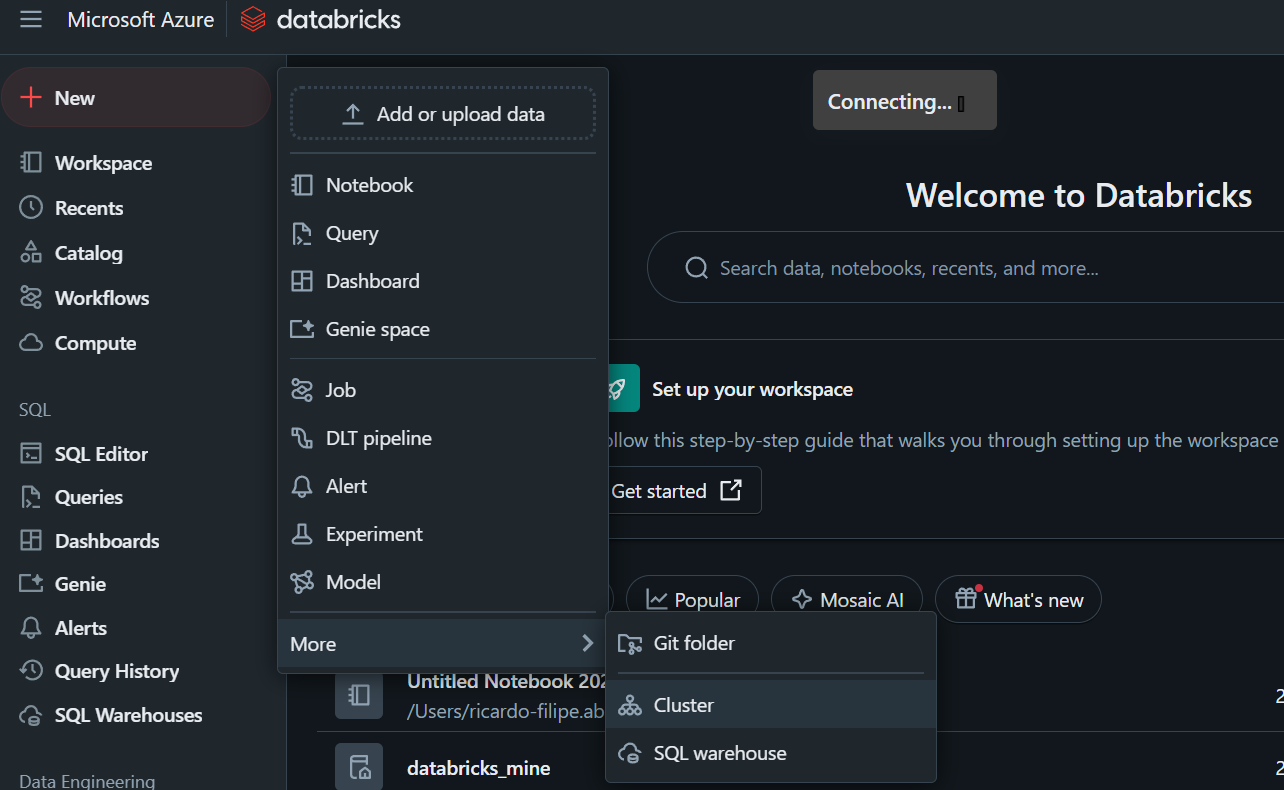 Microsoft Azure
databricks
New
Workspace
Recents
Catalog
Workflows
Compute
SQL
SQL Editor
Queries
Dashboards
Genie
Alerts
Query History
SQL Warehouses
Data Engineering
Add or upload data
Notebook
Query
Dashboard
Genie space
Job
DLT pipeline
Alert
Experiment
Model
More
Git folder
Cluster
SQL warehouse
Connecting...
Welcome to Databricks
Search data, notebooks, recents, and more...
Set up your workspace
ollow this step-by-step guide that walks you through setting up the workspace
Get started
Popular
Mosaic AI
What's new
Untitled Notebook 202
/Users/ricardo-filipe.ab
2
databricks_mine
2